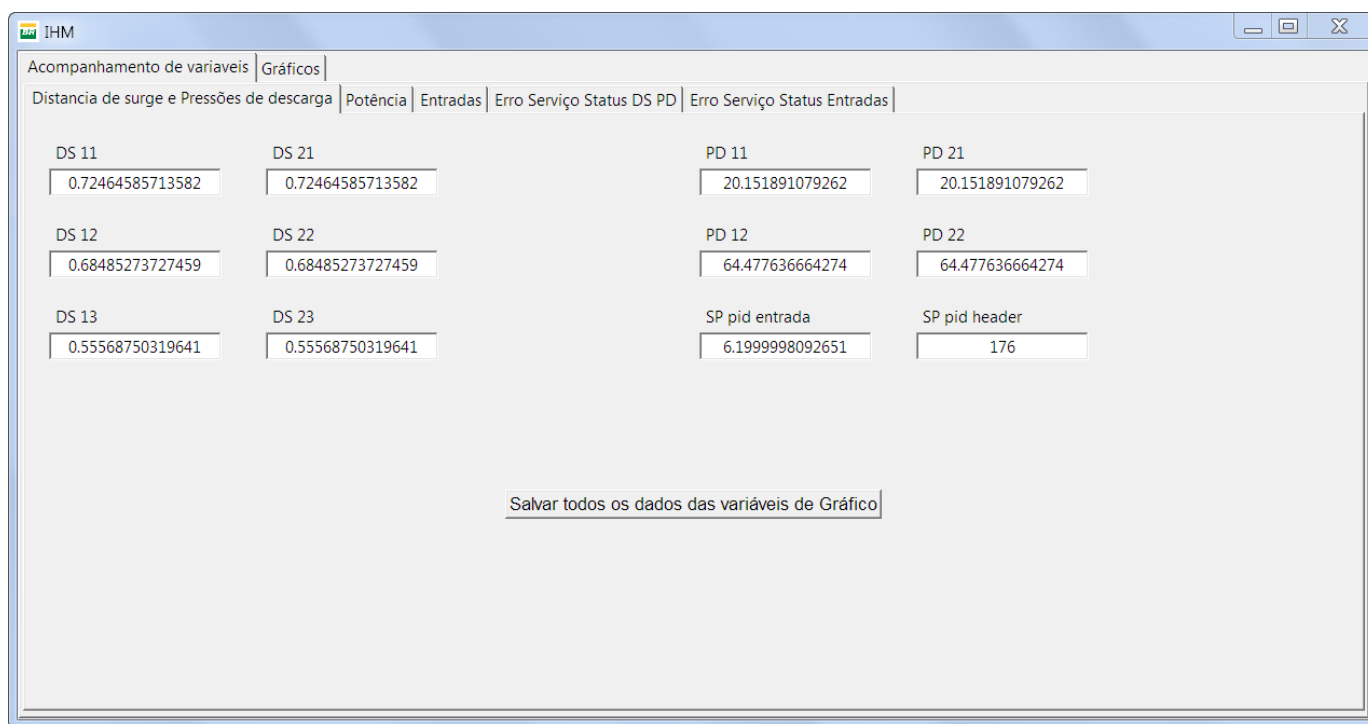 BR IHM
Acompanhamento de variaveis Gráficos
Distancia de surge e Pressões de descarga Potência Entradas Erro Serviço Status DS PD Erro Serviço Status Entradas
DS 11 DS 21 PD 11 PD 21
0.72464585713582 0.72464585713582 20.151891079262 20.151891079262
DS 12 DS 22 PD 12 PD 22
0.68485273727459 0.68485273727459 64.477636664274 64.477636664274
DS 13 DS 23 SP pid entrada SP pid header
0.55568750319641 0.55568750319641 6.1999998092651 176
Salvar todos os dados das variáveis de Gráfico